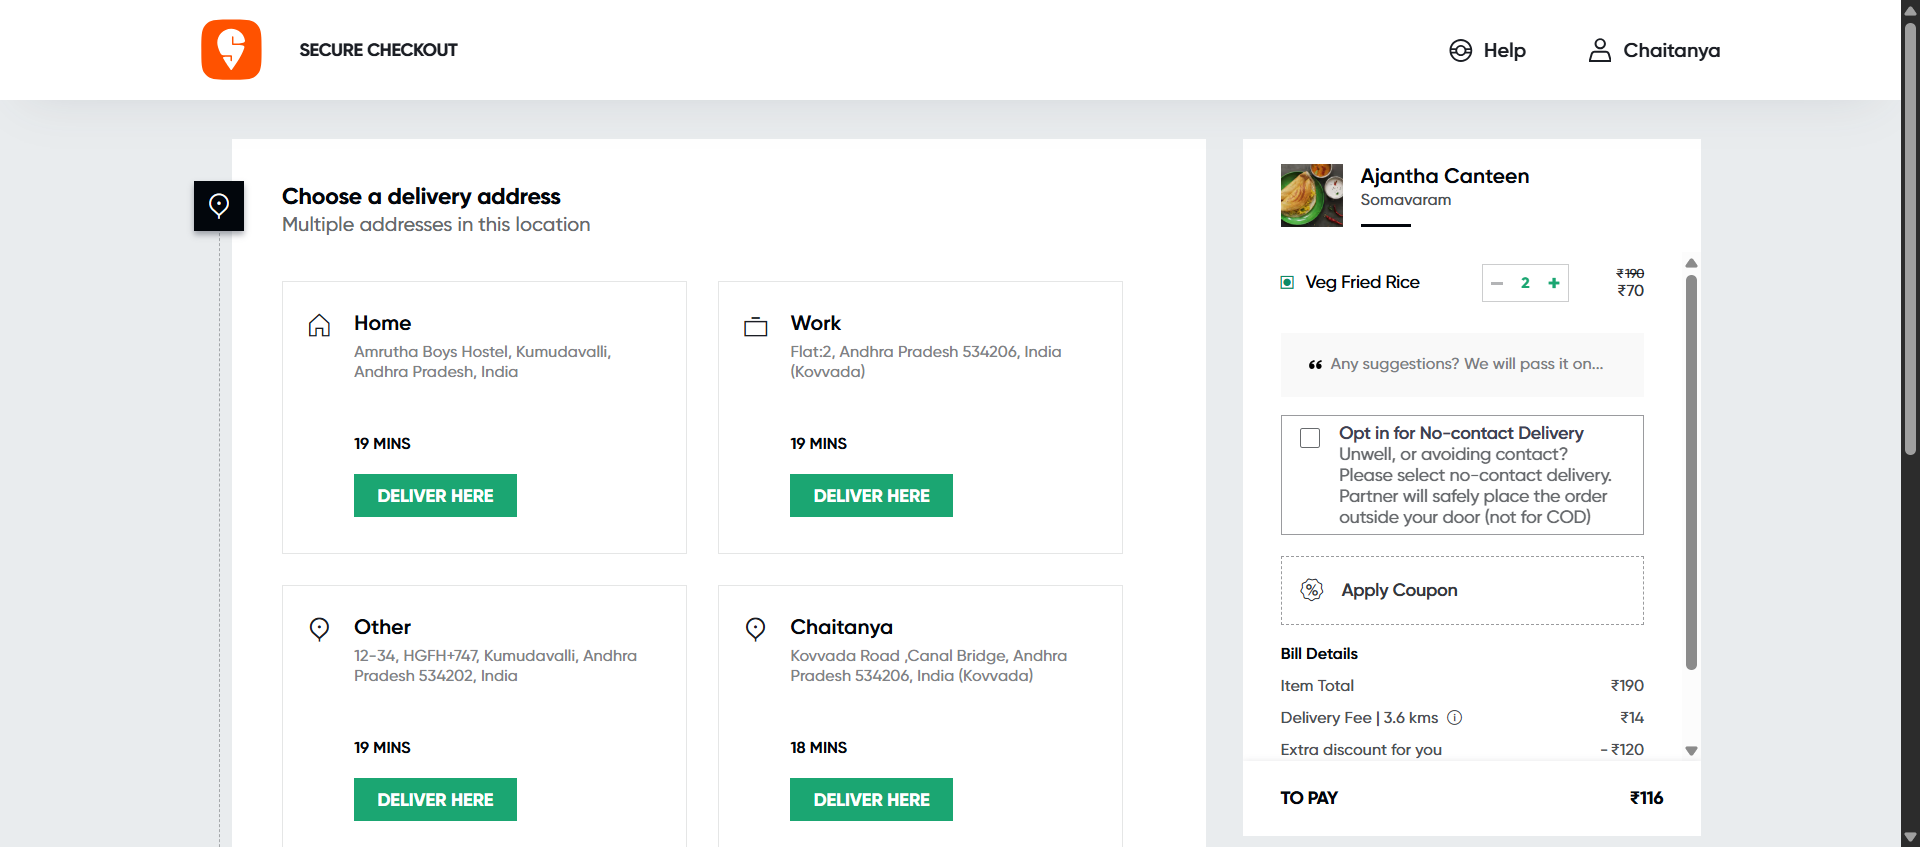 SECURE CHECKOUT
Help
Chaitanya
Choose a delivery address
Multiple addresses in this location
Home
Amrutha Boys Hostel, Kumudavalli,
Andhra Pradesh, India
19 MINS
DELIVER HERE
Work
Flat:2, Andhra Pradesh 534206, India
(Kovvada)
19 MINS
DELIVER HERE
Other
12-34, HGFH+747, Kumudavalli, Andhra
Pradesh 534202, India
19 MINS
DELIVER HERE
Chaitanya
Kovvada Road ,Canal Bridge, Andhra
Pradesh 534206, India (Kovvada)
18 MINS
DELIVER HERE
Ajantha Canteen
Somavaram
Veg Fried Rice
2
₹190
₹70
❝ Any suggestions? We will pass it on...
Opt in for No-contact Delivery
Unwell, or avoiding contact?
Please select no-contact delivery.
Partner will safely place the order
outside your door (not for COD)
Apply Coupon
Bill Details
Item Total ₹190
Delivery Fee | 3.6 kms ₹14
Extra discount for you - ₹120
TO PAY ₹116